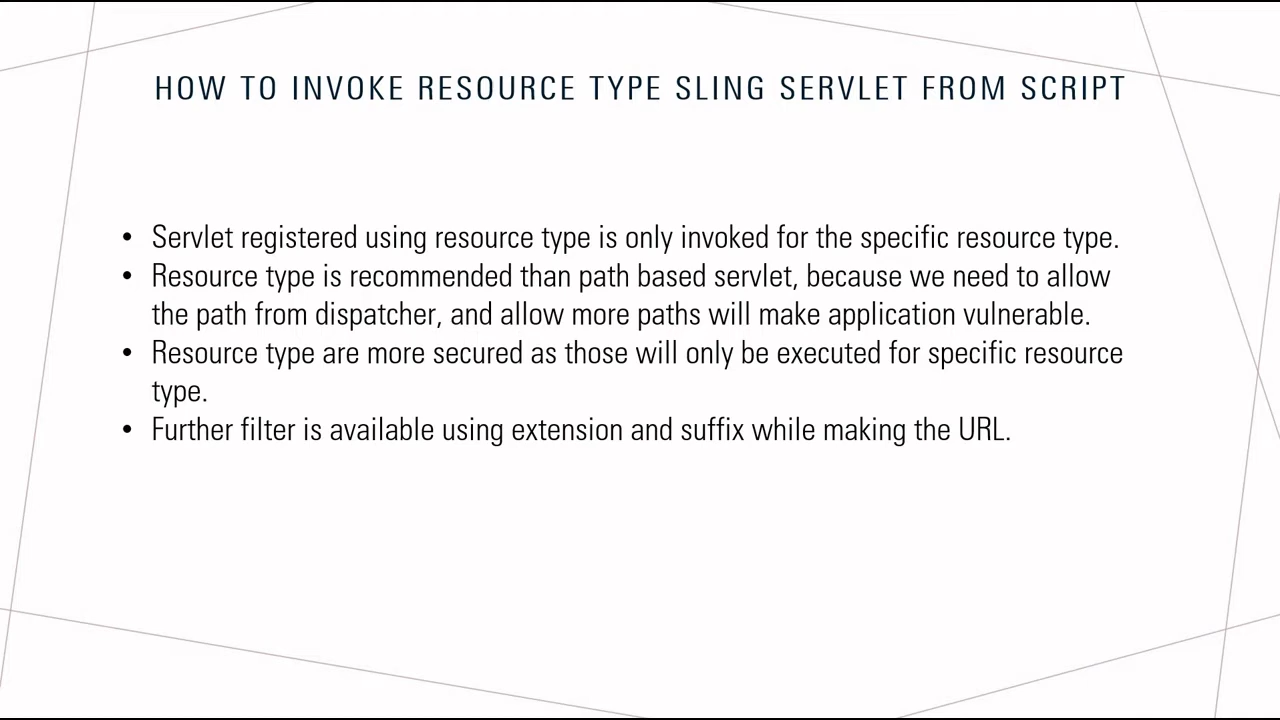 HOW TO INVOKE RESOURCE TYPE SLING SERVLET FROM SCRIPT
• Servlet registered using resource type is only invoked for the specific resource type.
• Resource type is recommended than path based servlet, because we need to allow
the path from dispatcher, and allow more paths will make application vulnerable.
• Resource type are more secured as those will only be executed for specific resource
type.
• Further filter is available using extension and suffix while making the URL.